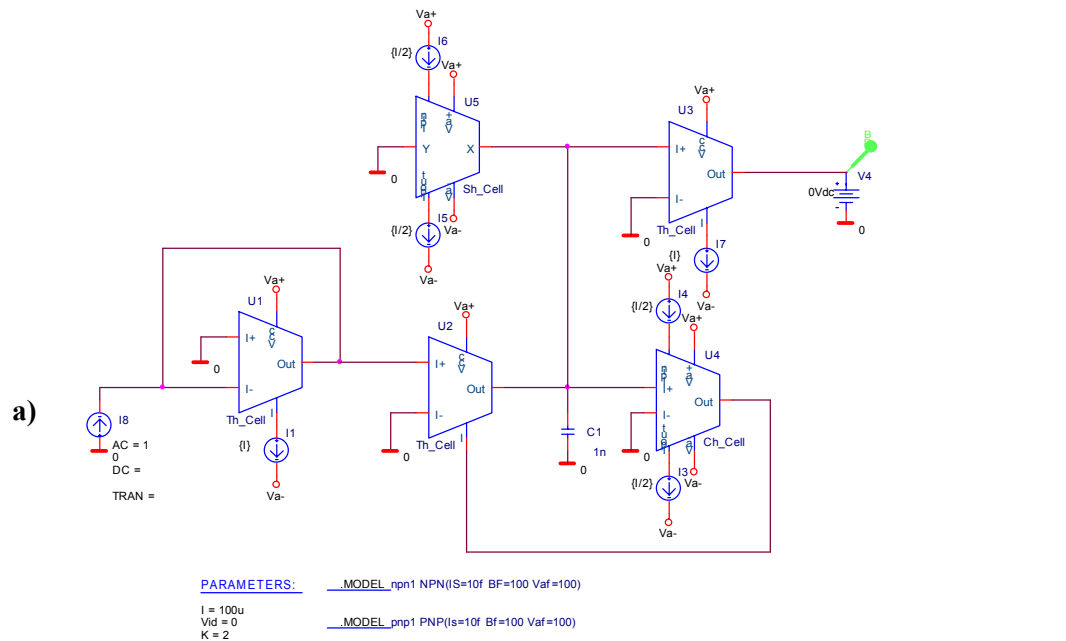 Va+
I6
{I/2}
Va+
U5
Va+
U3
Y
X
I+
Out
V4
0
Sh_Cell
0Vdc
+
-
I-
0
I5
{I/2}
Va-
0
Th_Cell
I
I7
{I}
Va-
Va-
Va+
I4
Va+
{I/2}
Va+
Va+
U1
U2
U4
I+
Out
I+
I+
Out
0
I-
Out
I-
I-
0
a)
I8
Th_Cell
Th_Cell
C1
Ch_Cell
AC = 1
I
I1
I
1n
0
{I}
0
0
I3
DC =
{I/2}
Va-
TRAN =
Va-
Va-
PARAMETERS:
.MODEL npn1 NPN(IS=10f BF=100 Vaf=100)
I = 100u
Vid = 0
.MODEL pnp1 PNP(Is=10f Bf=100 Vaf=100)
K = 2